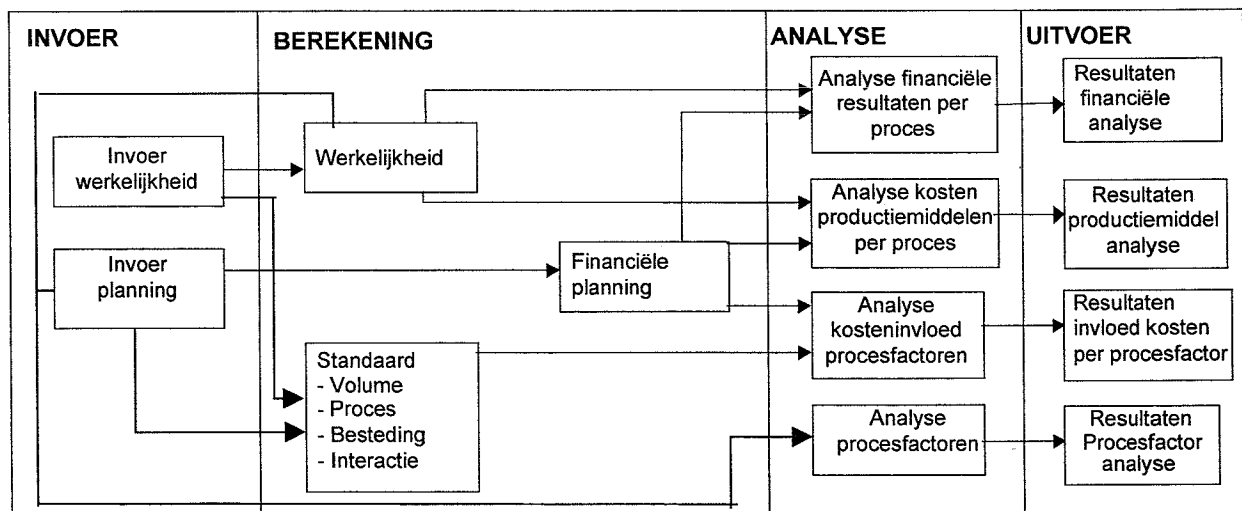 INVOER
BEREKENING
ANALYSE
UITVOER
Invoer
werkelijkheid
Invoer
planning
Werkelijkheid
Financiële
planning
Standaard
- Volume
- Proces
- Besteding
- Interactie
Analyse financiële
resultaten per
proces
Analyse kosten
productiemiddelen
per proces
Analyse
kosteninvloed
procesfactoren
Analyse
procesfactoren
Resultaten
financiële
analyse
Resultaten
productiemiddel
analyse
Resultaten
invloed kosten
per procesfactor
Resultaten
Procesfactor
analyse